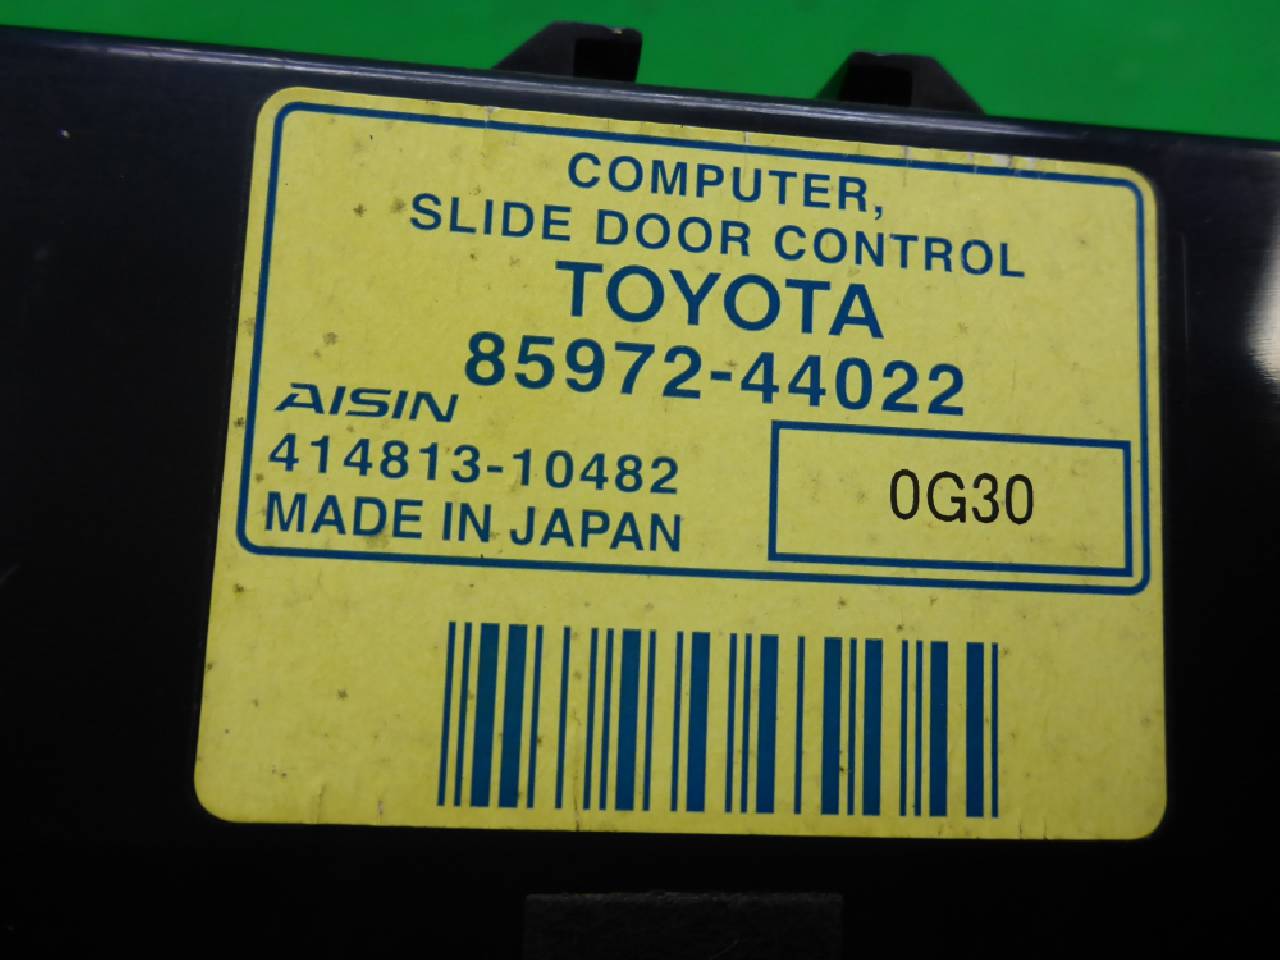 COMPUTER,
SLIDE DOOR CONTROL
TOYOTA
85972-44022
AISIN
414813-10482
MADE IN JAPAN
0G30